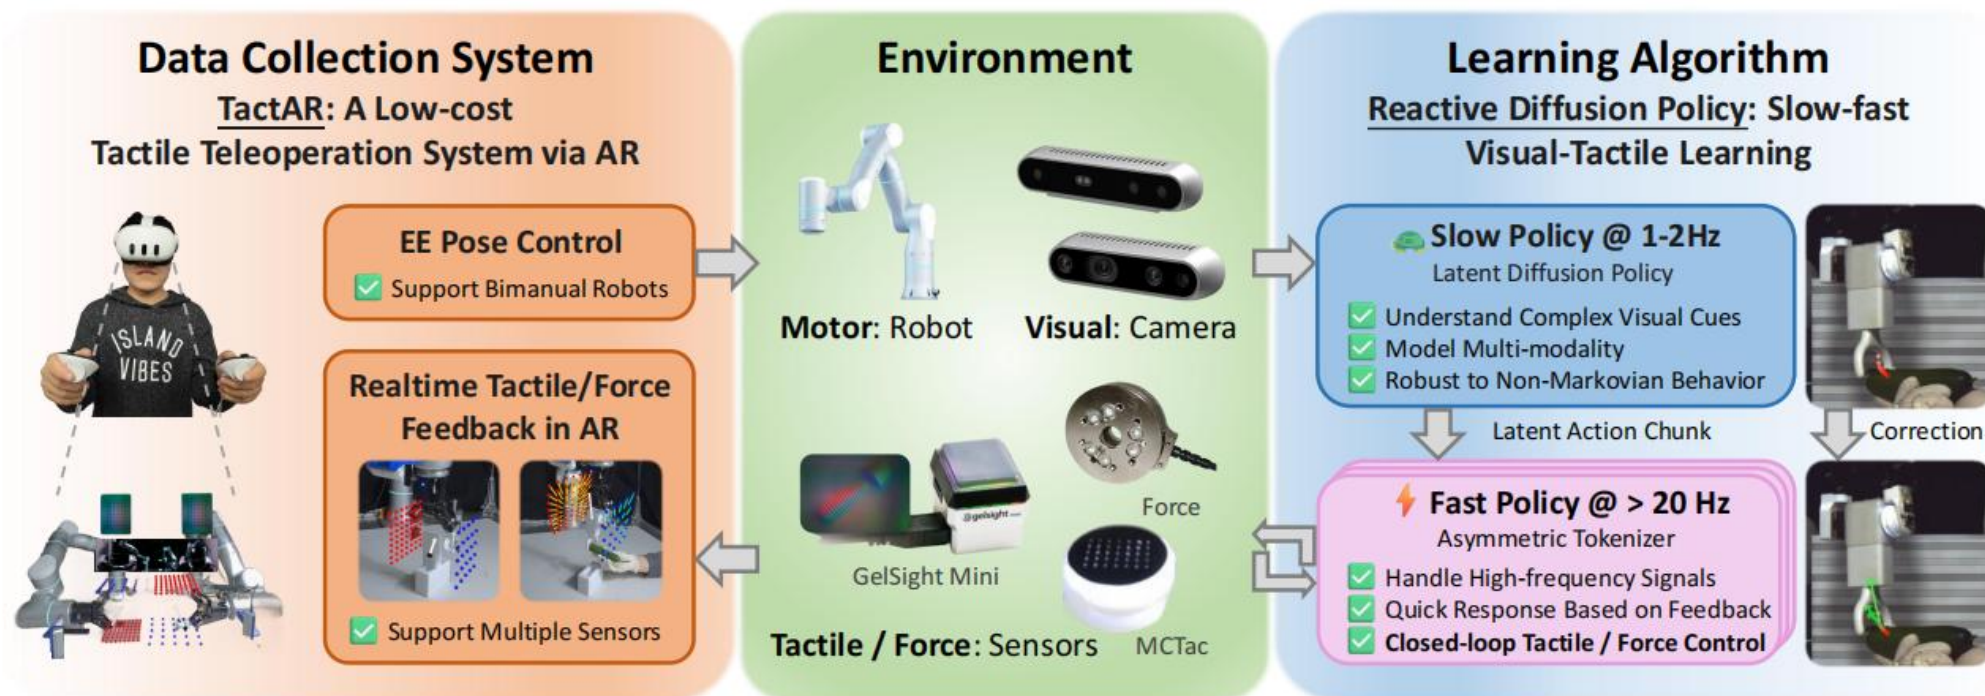 Data Collection System
TactAR: A Low-cost
Tactile Teleoperation System via AR
EE Pose Control
Support Bimanual Robots
ISLAND
VIBES
Realtime Tactile/Force
Feedback in AR
Support Multiple Sensors
Environment
Motor: Robot
Visual: Camera
Force
gelsight
GelSight Mini
MCTac
Tactile / Force: Sensors
Learning Algorithm
Reactive Diffusion Policy: Slow-fast
Visual-Tactile Learning
Slow Policy @ 1-2Hz
Latent Diffusion Policy
Understand Complex Visual Cues
Model Multi-modality
Robust to Non-Markovian Behavior
Latent Action Chunk
Correction
Fast Policy @ > 20 Hz
Asymmetric Tokenizer
Handle High-frequency Signals
Quick Response Based on Feedback
Closed-loop Tactile / Force Control